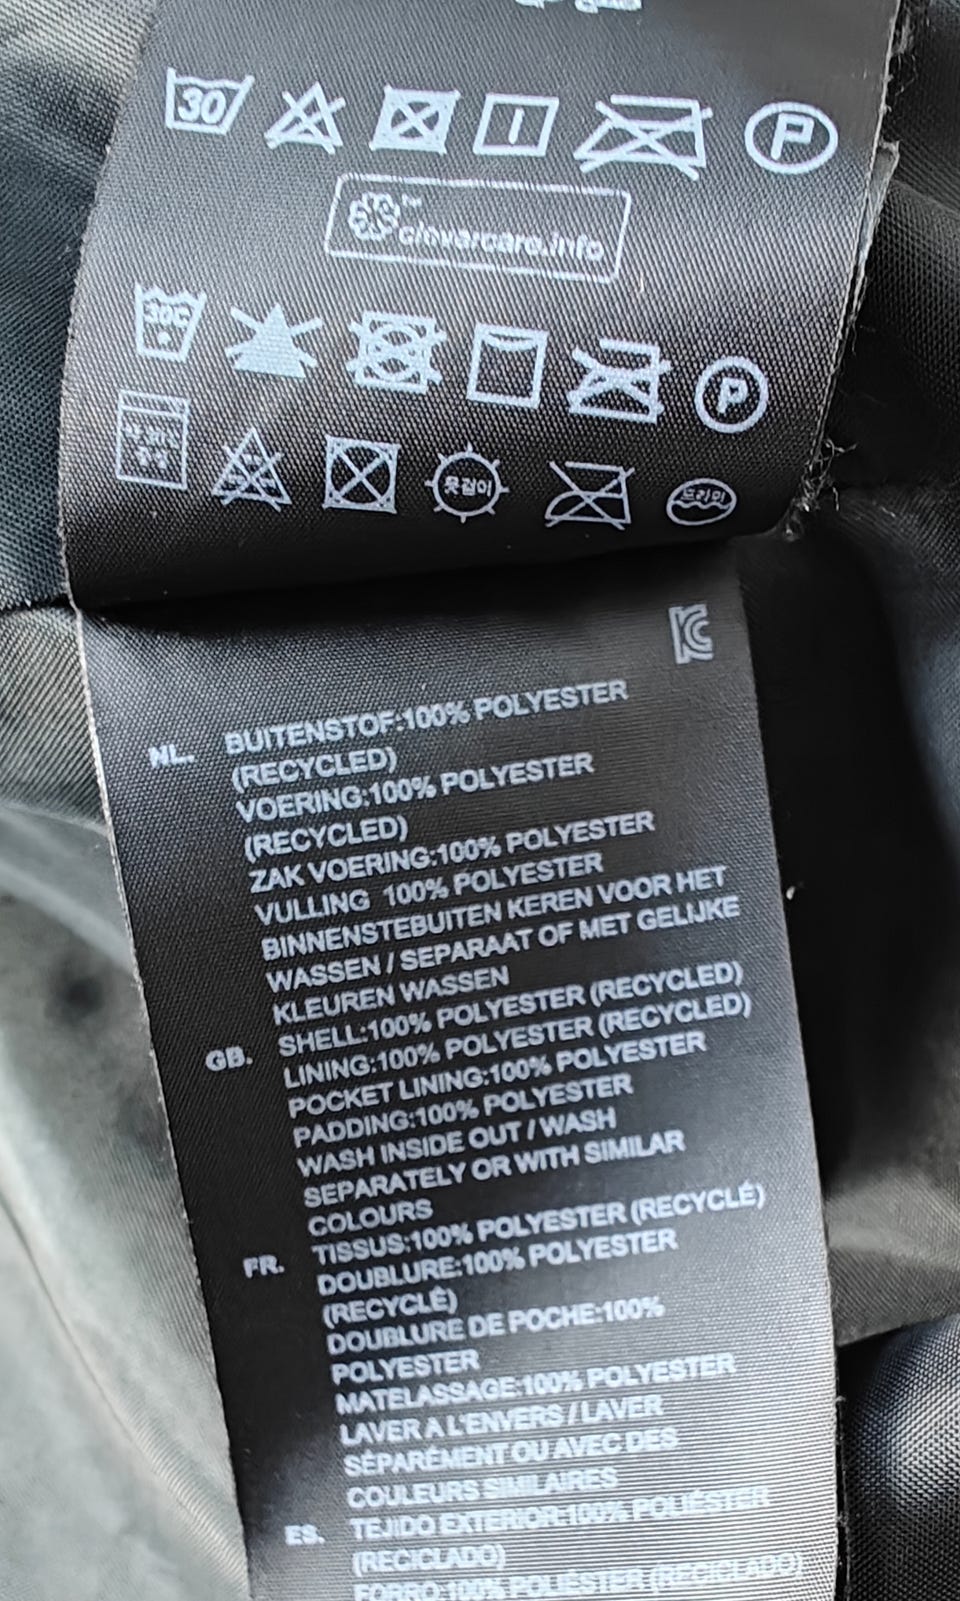 30
P
clevercare.info
30C
P
뭇걸이
드라이
NL. BUITENSTOF:100% POLYESTER
(RECYCLED)
VOERING:100% POLYESTER
(RECYCLED)
ZAK VOERING:100% POLYESTER
VULLING 100% POLYESTER
BINNENSTEBUITEN KEREN VOOR HET
WASSEN / SEPARAAT OF MET GELIJKE
KLEUREN WASSEN
GB. SHELL:100% POLYESTER (RECYCLED)
LINING:100% POLYESTER (RECYCLED)
POCKET LINING:100% POLYESTER
PADDING:100% POLYESTER
WASH INSIDE OUT / WASH
SEPARATELY OR WITH SIMILAR
COLOURS
FR. TISSUS:100% POLYESTER (RECYCLÉ)
DOUBLURE:100% POLYESTER
(RECYCLÉ)
DOUBLURE DE POCHE:100%
POLYESTER
MATELASSAGE:100% POLYESTER
LAVER A L'ENVERS / LAVER
SÉPARÉMENT OU AVEC DES
COULEURS SIMILAIRES
ES. TEJIDO EXTERIOR:100% POLIÉSTER
(RECICLADO)
FORRO:100% POLIÉSTER (RECICLADO)